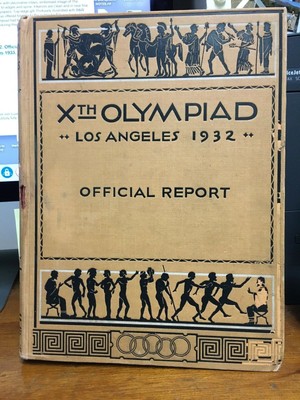 XTH OLYMPIAD
LOS ANGELES 1932
OFFICIAL REPORT